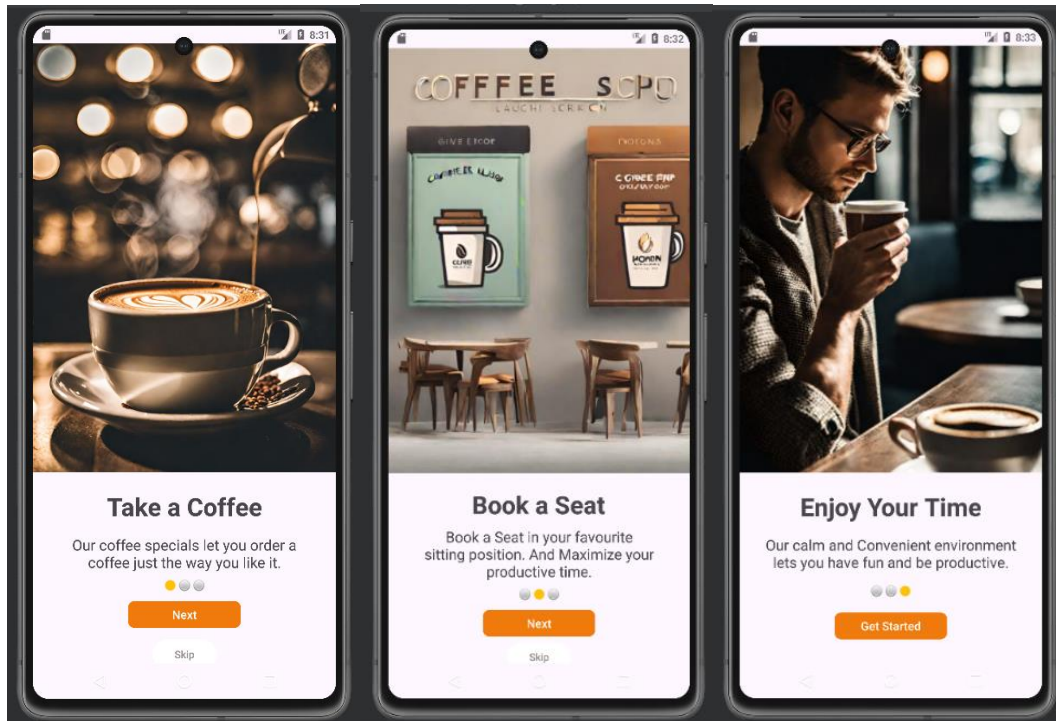 8:31
Take a Coffee
Our coffee specials let you order a
coffee just the way you like it.
Next
Skip
8:32
COFFFEE SCPD
Book a Seat
Book a Seat in your favourite
sitting position. And Maximize your
productive time.
Next
Skip
8:33
Enjoy Your Time
Our calm and Convenient environment
lets you have fun and be productive.
Get Started